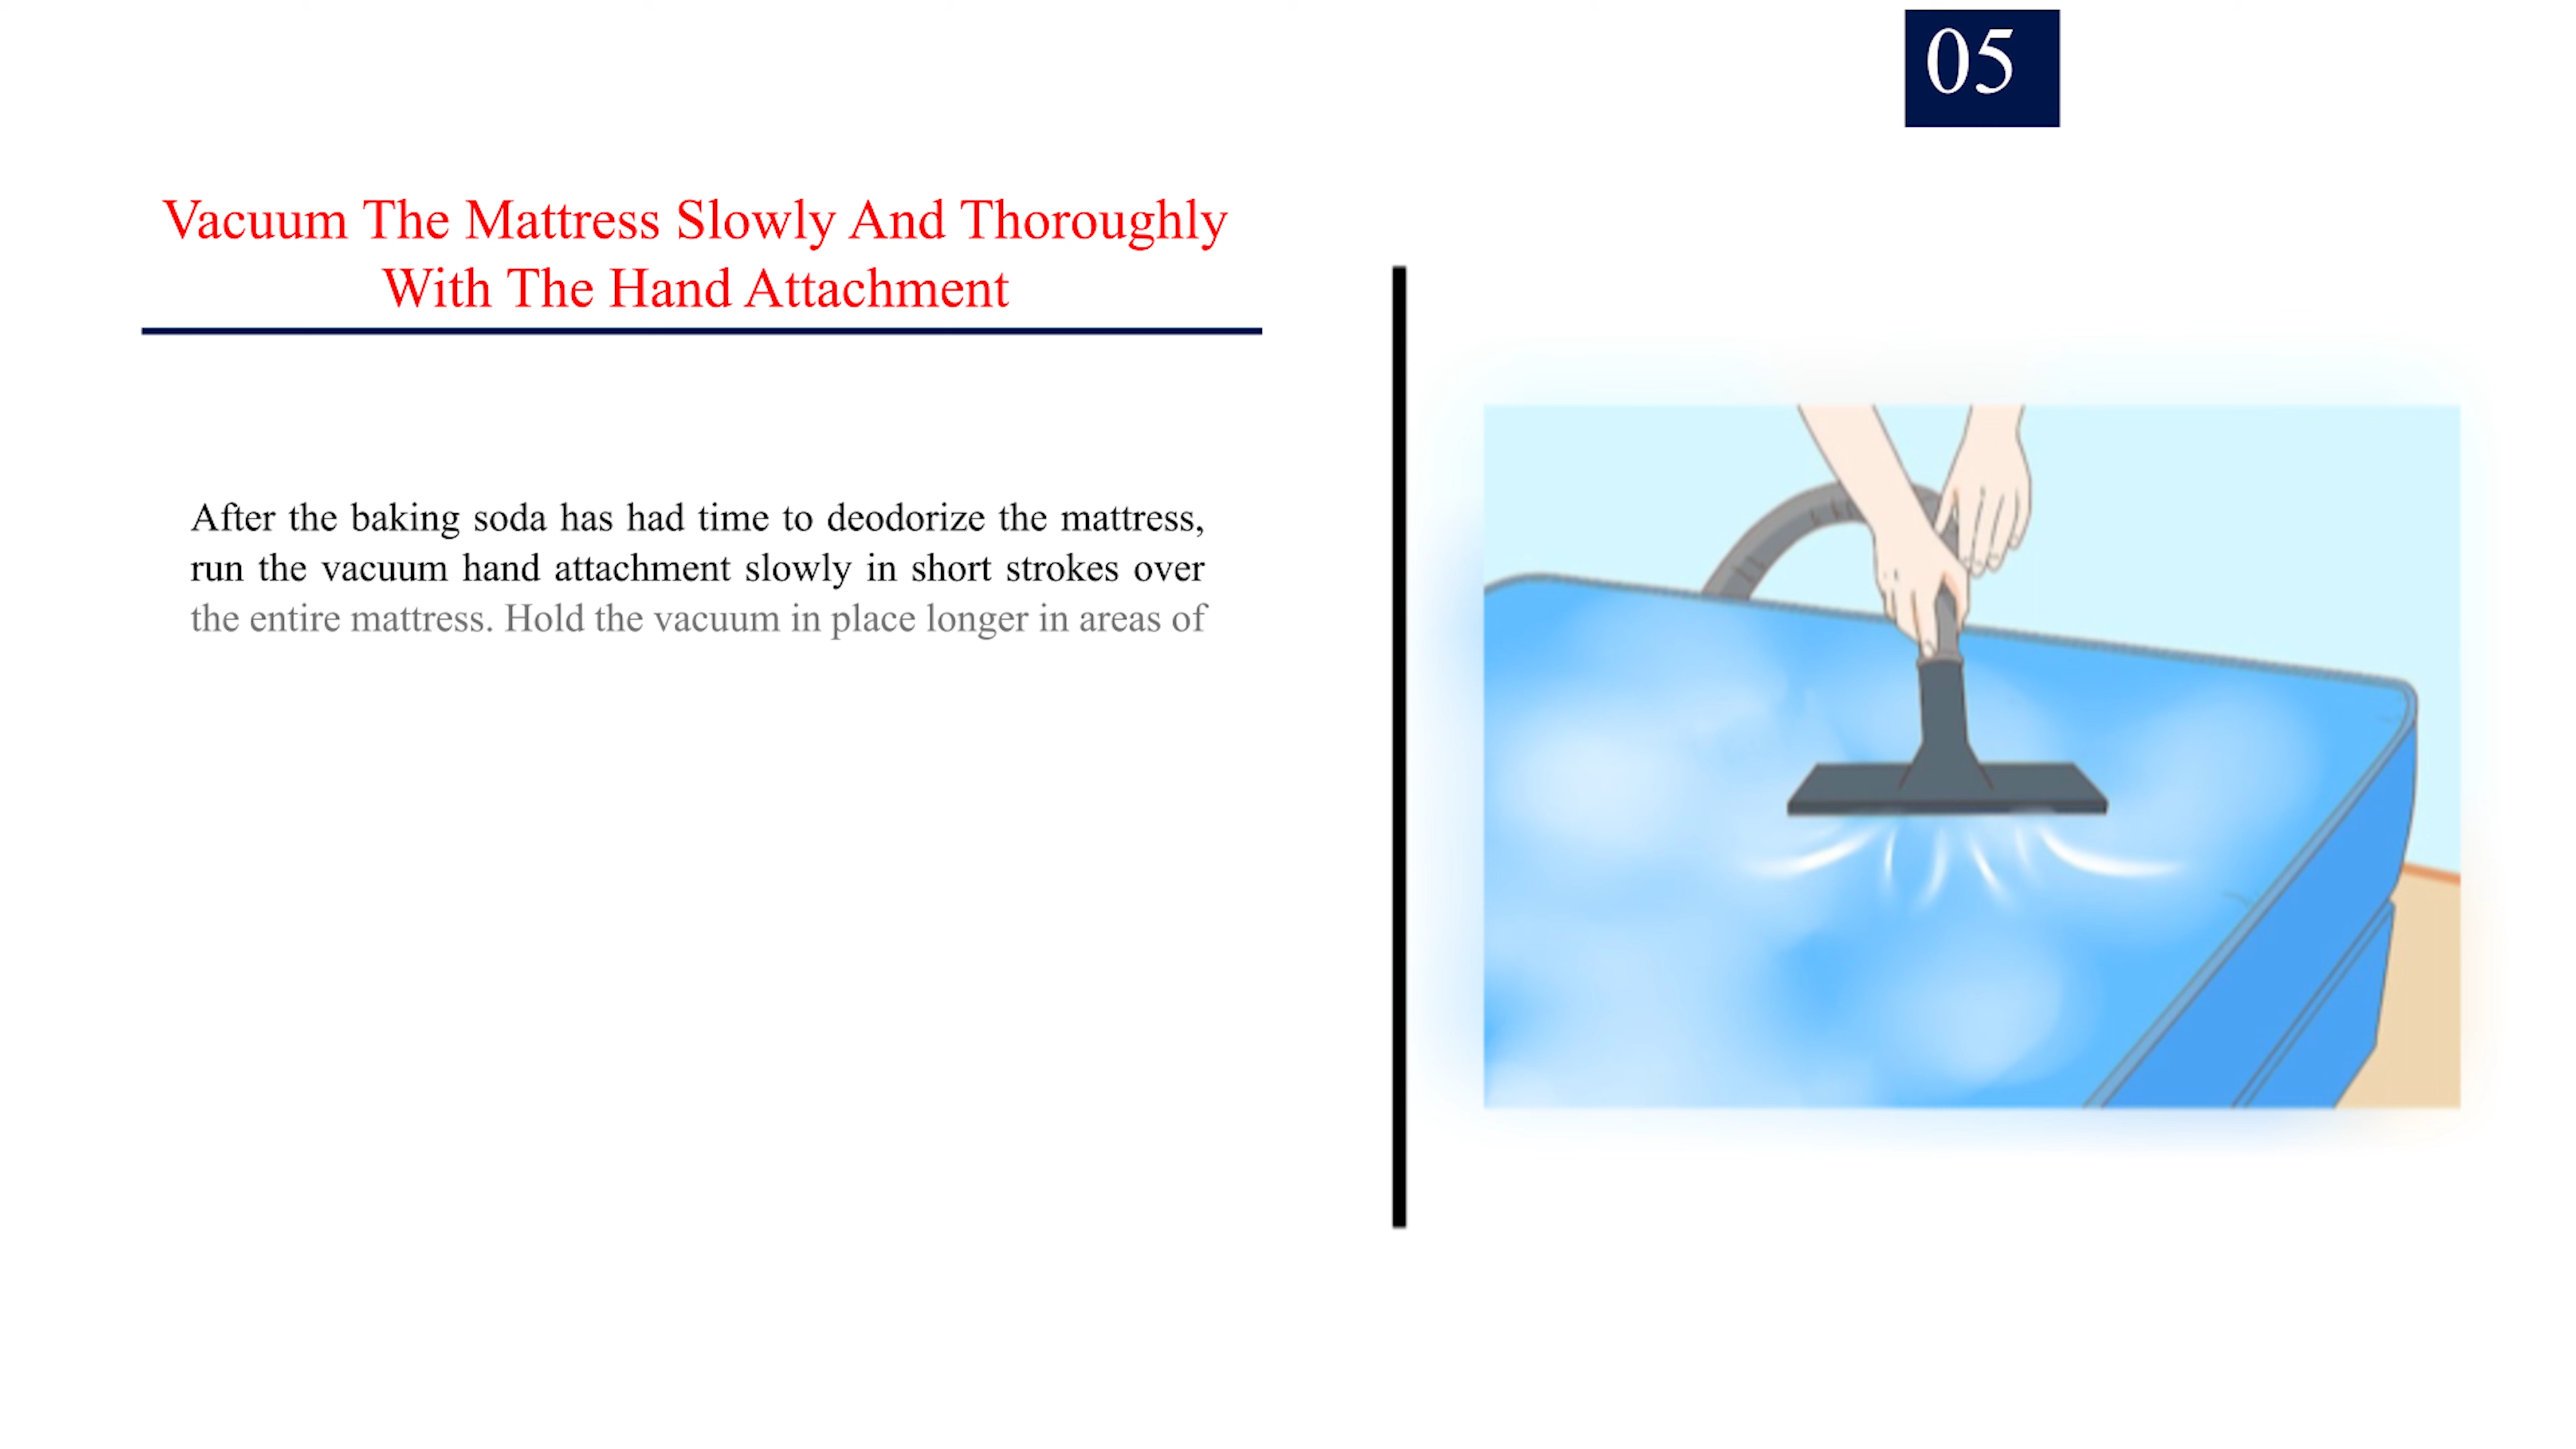 05
Vacuum The Mattress Slowly And Thoroughly
With The Hand Attachment
After the baking soda has had time to deodorize the mattress,
run the vacuum hand attachment slowly in short strokes over
the entire mattress. Hold the vacuum in place longer in areas of